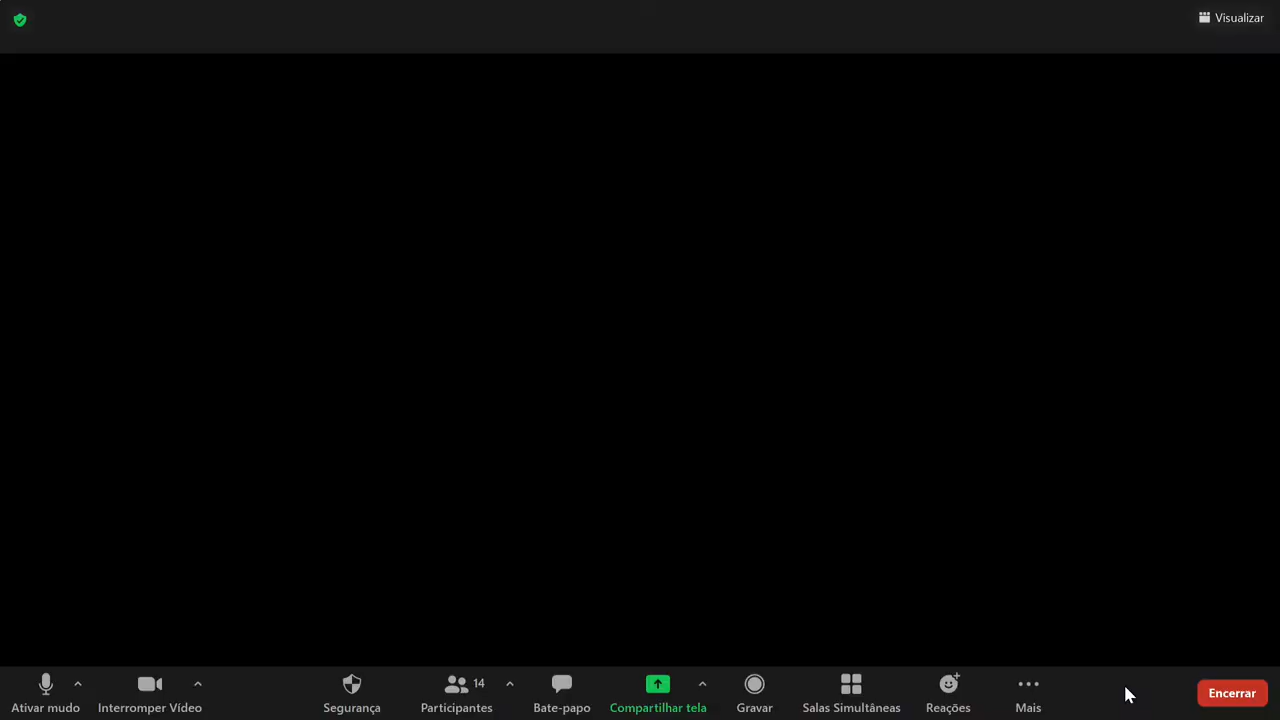 Visualizar
14
Ativar mudo
Interromper Vídeo
Segurança
Participantes
Bate-papo
Compartilhar tela
Gravar
Salas Simultâneas
Reações
Mais
Encerrar